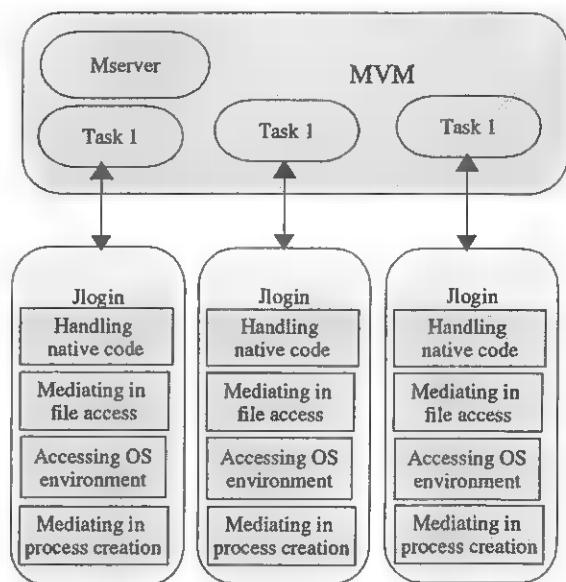 Mserver
MVM
Task 1
Task 1
Task 1
Jlogin
Handling
native code
Mediating in
file access
Accessing OS
environment
Mediating in
process creation
Jlogin
Handling
native code
Mediating in
file access
Accessing OS
environment
Mediating in
process creation
Jlogin
Handling
native code
Mediating in
file access
Accessing OS
environment
Mediating in
process creation